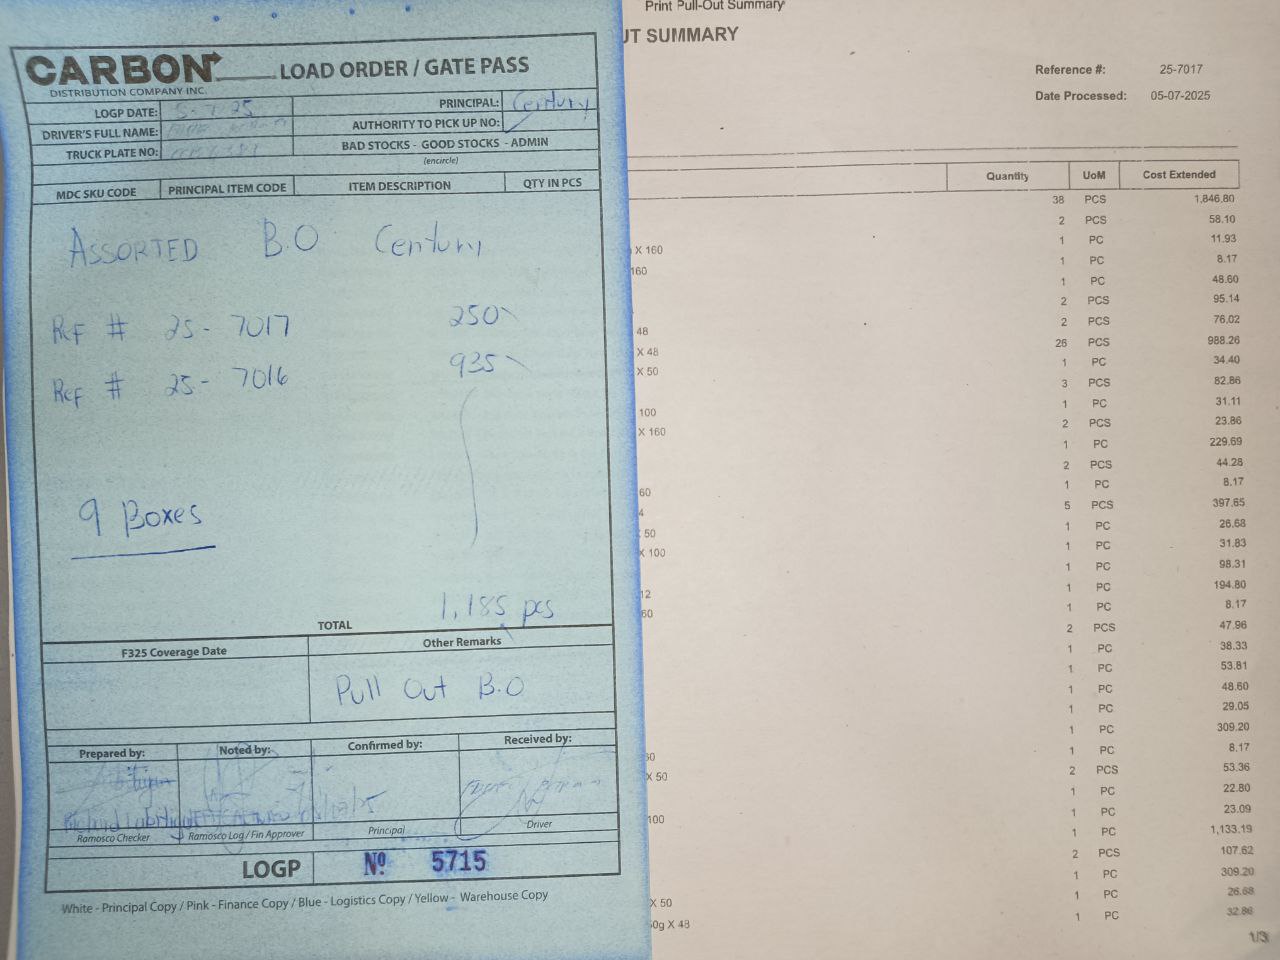 Print Pull-Out Summary
UT SUMMARY
Reference #: 25-7017
Date Processed: 05-07-2025
CARBON
DISTRIBUTION COMPANY INC.
LOAD ORDER / GATE PASS
LOGP DATE: 5-7-25
PRINCIPAL: Century
DRIVER'S FULL NAME:
AUTHORITY TO PICK UP NO:
TRUCK PLATE NO:
BAD STOCKS - GOOD STOCKS - ADMIN
(encircle)
MDC SKU CODE PRINCIPAL ITEM CODE ITEM DESCRIPTION QTY IN PCS
ASSORTED B.O Century
Ref # 25-7017 250
Ref # 25-7016 935
9 Boxes
TOTAL 1,185 pcs
F325 Coverage Date Other Remarks
Pull Out B.O
Prepared by: Noted by: Confirmed by: Received by:
Ramosco Checker Ramosco Log / Fin Approver Principal Driver
LOGP Nº 5715
White - Principal Copy / Pink - Finance Copy / Blue - Logistics Copy / Yellow - Warehouse Copy
Quantity UoM Cost Extended
38 PCS 1,846.80
2 PCS 58.10
X 160 1 PC 11.93
160 1 PC 8.17
1 PC 48.60
2 PCS 95.14
48 2 PCS 76.02
X 48 26 PCS 988.26
X 50 1 PC 34.40
3 PCS 82.86
100 1 PC 31.11
X 160 2 PCS 23.86
1 PC 229.69
2 PCS 44.28
60 1 PC 8.17
4 5 PCS 397.65
50 1 PC 26.68
X 100 1 PC 31.83
1 PC 98.31
12 1 PC 194.80
60 1 PC 8.17
2 PCS 47.96
1 PC 38.33
1 PC 53.81
1 PC 48.60
1 PC 29.05
1 PC 309.20
50 1 PC 8.17
X 50 2 PCS 53.36
1 PC 22.80
100 1 PC 23.09
1 PC 1,133.19
2 PCS 107.62
1 PC 309.20
X 50 1 PC 26.68
50g X 48 1 PC 32.86
1/3